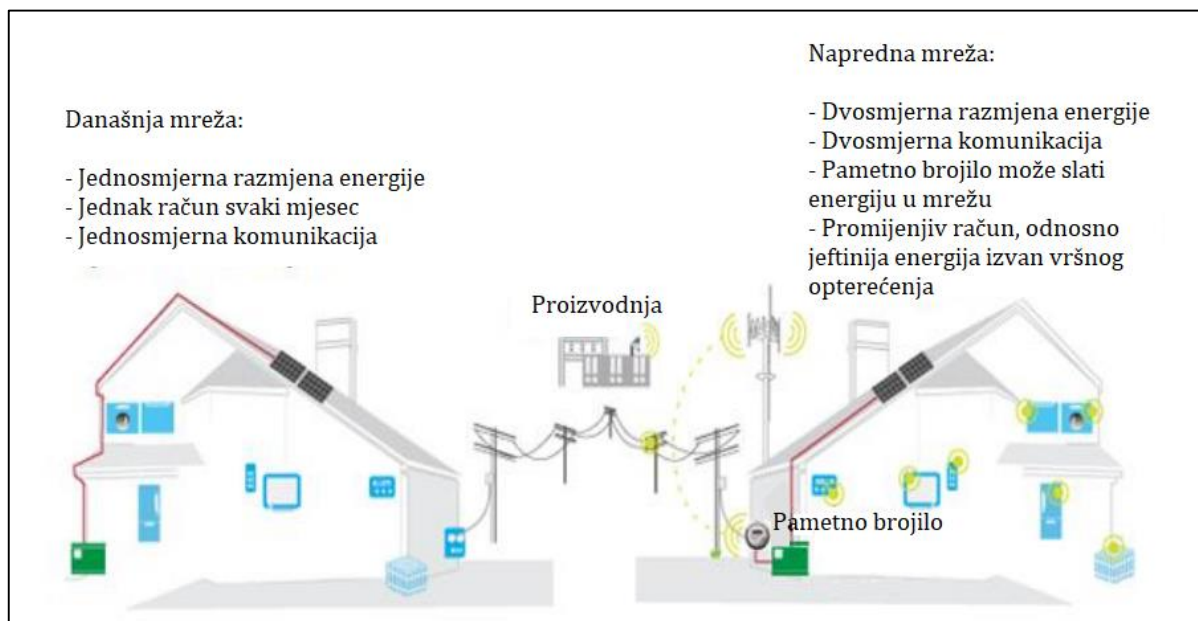 Današnja mreža:
- Jednosmjerna razmjena energije
- Jednak račun svaki mjesec
- Jednosmjerna komunikacija
Napredna mreža:
- Dvosmjerna razmjena energije
- Dvosmjerna komunikacija
- Pametno brojilo može slati
energiju u mrežu
- Promijenjiv račun, odnosno
jeftinija energija izvan vršnog
opterećenja
Proizvodnja
Pametno brojilo